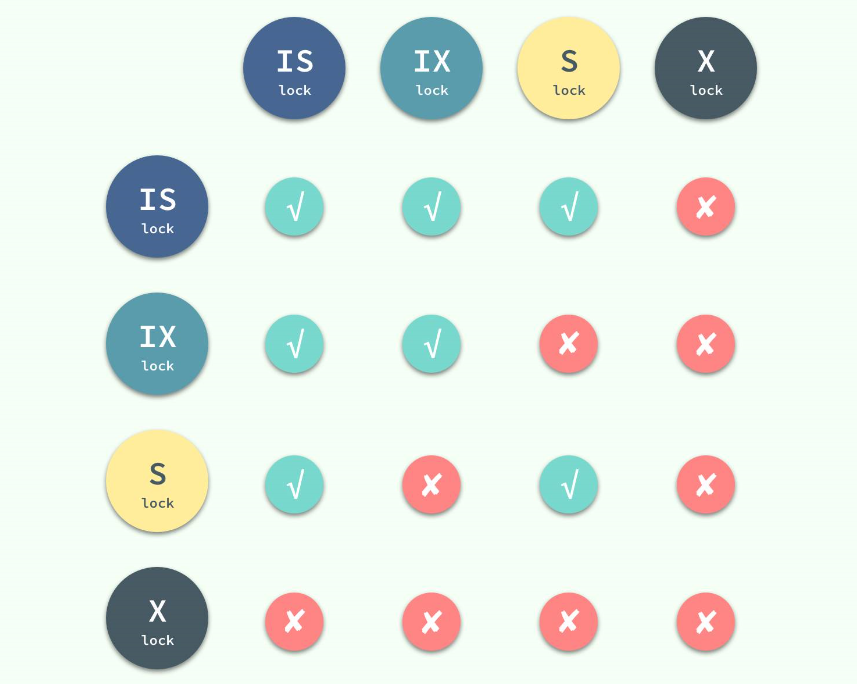 IS IX S X
lock lock lock lock
IS √ √ √ ✘
lock
IX √ √ ✘ ✘
lock
S √ ✘ √ ✘
lock
X ✘ ✘ ✘ ✘
lock